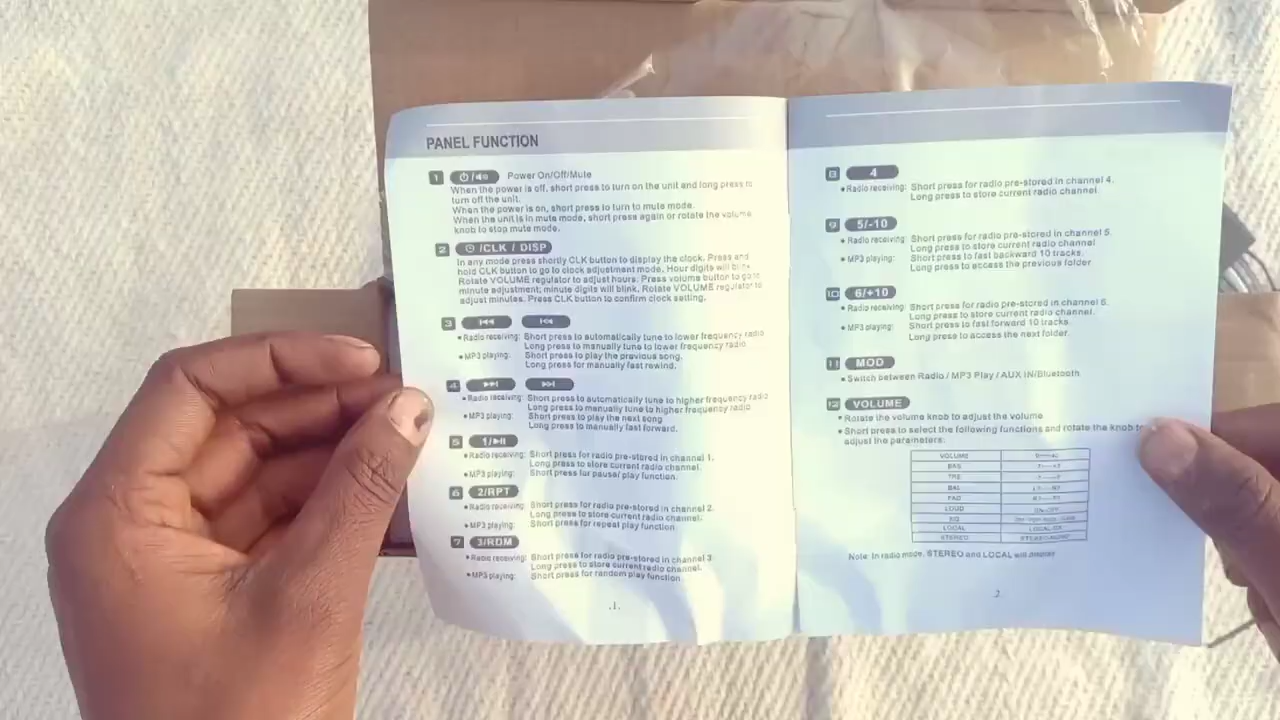 PANEL FUNCTION
1 Power On/Off/Mute
When the power is off, short press to turn on the unit and long press to
turn off the unit.
When the power is on, short press to turn to mute mode.
When the unit is in mute mode, short press again or rotate the volume
knob to stop mute mode.
2 /CLK / DISP
In any mode press shortly CLK button to display the clock. Press and
hold CLK button to go to clock adjustment mode. Hour digits will blink.
Rotate VOLUME regulator to adjust hours. Press volume button to go to
minute adjustment; minute digits will blink. Rotate VOLUME regulator to
adjust minutes. Press CLK button to confirm clock setting.
3
• Radio receiving: Short press to automatically tune to lower frequency radio
Long press to manually tune to lower frequency radio
• MP3 playing: Short press to play the previous song.
Long press for manually fast rewind.
4
• Radio receiving: Short press to automatically tune to higher frequency radio
Long press to manually tune to higher frequency radio
• MP3 playing: Short press to play the next song
Long press to manually fast forward.
5 1/
• Radio receiving: Short press for radio pre-stored in channel 1.
Long press to store current radio channel.
• MP3 playing: Short press for pause/ play function.
6 2/RPT
• Radio receiving: Short press for radio pre-stored in channel 2.
Long press to store current radio channel.
• MP3 playing: Short press for repeat play function.
7 3/RDM
• Radio receiving: Short press for radio pre-stored in channel 3
Long press to store current radio channel.
• MP3 playing: Short press for random play function.
.1.
8 4
• Radio receiving: Short press for radio pre-stored in channel 4.
Long press to store current radio channel.
9 5/-10
• Radio receiving: Short press for radio pre-stored in channel 5.
Long press to store current radio channel
• MP3 playing: Short press to fast backward 10 tracks.
Long press to access the previous folder
10 6/+10
• Radio receiving: Short press for radio pre-stored in channel 6.
Long press to store current radio channel.
• MP3 playing: Short press to fast forward 10 tracks.
Long press to access the next folder.
11 MOD
• Switch between Radio / MP3 Play / AUX IN/Bluetooth
12 VOLUME
• Rotate the volume knob to adjust the volume
• Short press to select the following functions and rotate the knob to
adjust the parameters:
VOLUME
BAS
TRE
BAL
FAD
LOUD ON/OFF
EQ
LOCAL
STEREO
Note: In radio mode, STEREO and LOCAL will display
.2.